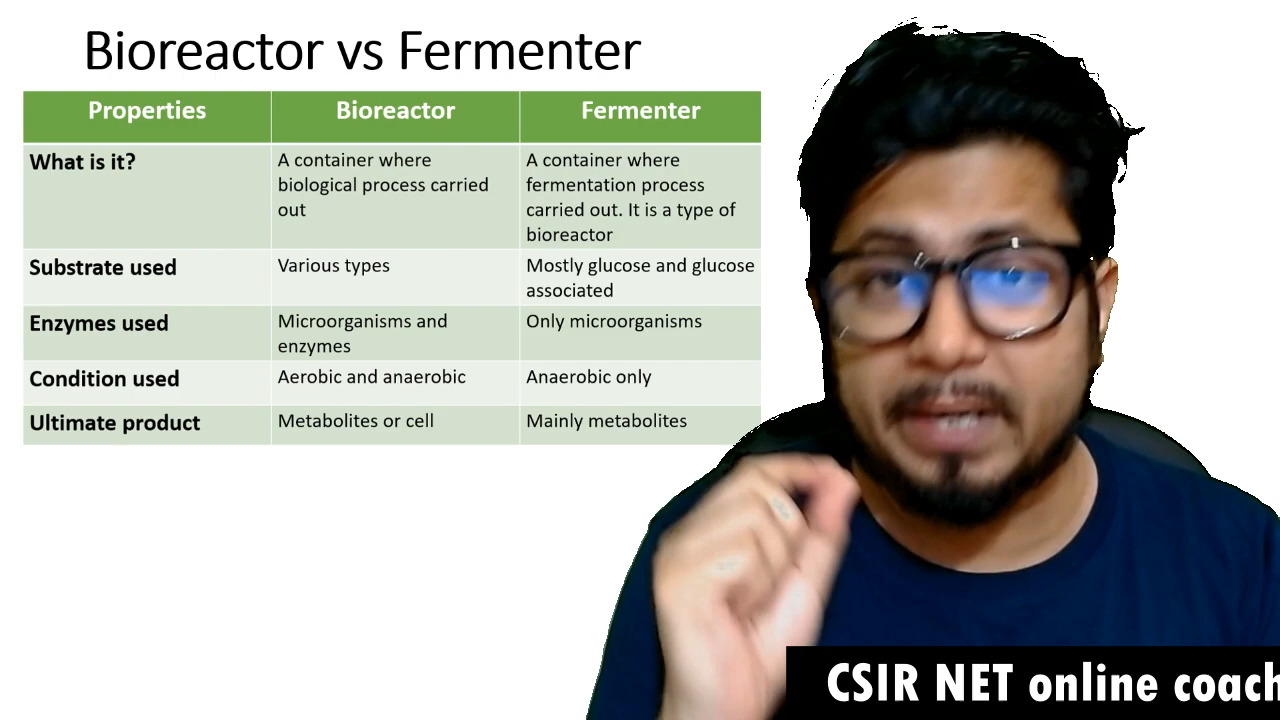 Bioreactor vs Fermenter
Properties Bioreactor Fermenter
What is it?
A container where
biological process carried
out
A container where
fermentation process
carried out. It is a type of
bioreactor
Substrate used
Various types
Mostly glucose and glucose
associated
Enzymes used
Microorganisms and
enzymes
Only microorganisms
Condition used
Aerobic and anaerobic
Anaerobic only
Ultimate product
Metabolites or cell
Mainly metabolites
CSIR NET online coach